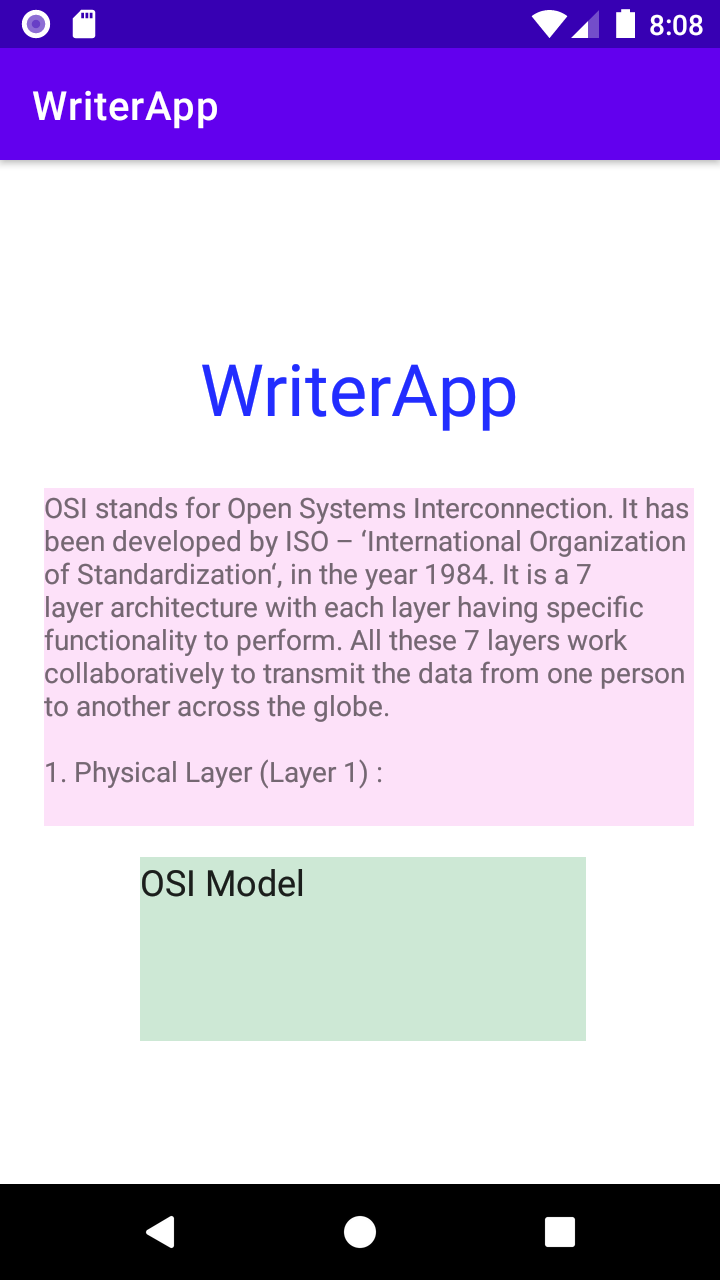 8:08
WriterApp
WriterApp
OSI stands for Open Systems Interconnection. It has
been developed by ISO – ‘International Organization
of Standardization‘, in the year 1984. It is a 7
layer architecture with each layer having specific
functionality to perform. All these 7 layers work
collaboratively to transmit the data from one person
to another across the globe.
1. Physical Layer (Layer 1) :
OSI Model